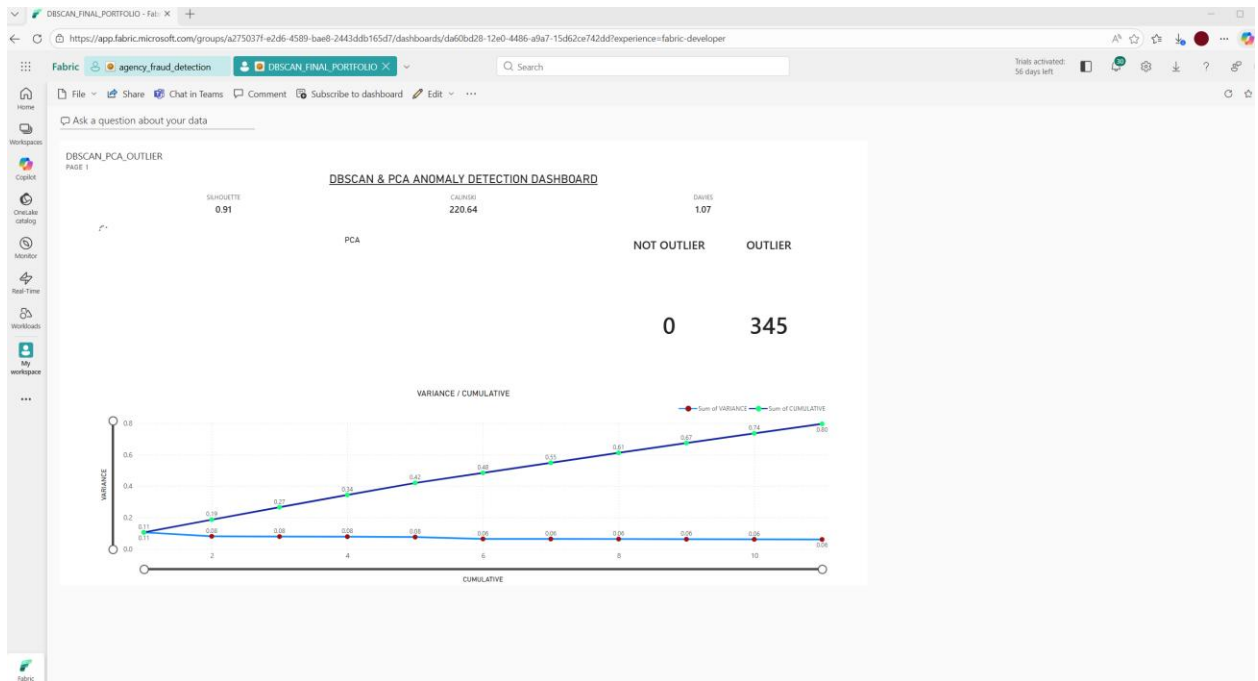 DBSCAN_FINAL_PORTFOLIO - Fab
https://app.fabric.microsoft.com/groups/a275037f-e2d6-4589-bae8-2443ddb165d7/dashboards/da60bd28-12e0-4486-a9a7-15d62ce742dd?experience=fabric-developer
Fabric
agency_fraud_detection
DBSCAN_FINAL_PORTFOLIO
Search
Trials activated:
56 days left
30
File
Share
Chat in Teams
Comment
Subscribe to dashboard
Edit
Home
Workspaces
Copilot
OneLake
catalog
Monitor
Real-Time
Workloads
My
workspace
Fabric
Ask a question about your data
DBSCAN_PCA_OUTLIER
PAGE 1
DBSCAN & PCA ANOMALY DETECTION DASHBOARD
SILHOUETTE
0.91
CALINSKI
220.64
DAVIES
1.07
PCA
NOT OUTLIER
OUTLIER
0
345
VARIANCE / CUMULATIVE
Sum of VARIANCE
Sum of CUMULATIVE
VARIANCE
0.8
0.6
0.4
0.2
0.0
0.11
0.19
0.27
0.34
0.42
0.48
0.55
0.61
0.67
0.74
0.80
0.11
0.08
0.08
0.08
0.08
0.06
0.06
0.06
0.06
0.06
0.06
2
4
6
8
10
CUMULATIVE